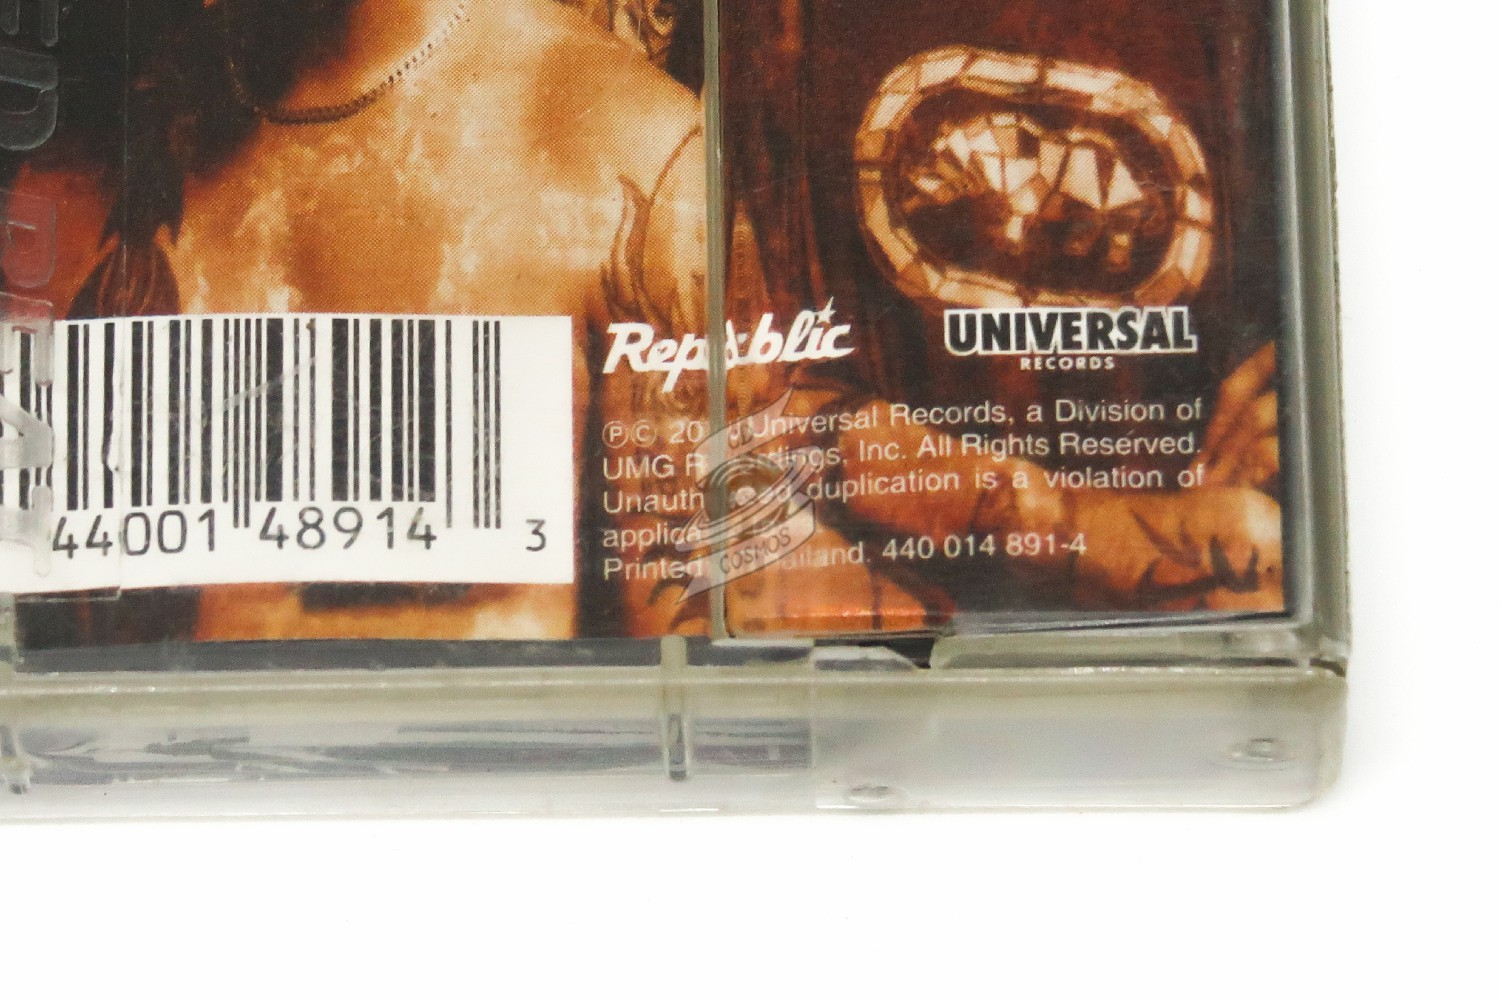 Republic
UNIVERSAL
RECORDS
44001 48914 3
℗© 20 Universal Records, a Division of
UMG Inc. All Rights Reserved.
duplication is a violation of
Printed 440 014 891-4
COSMOS